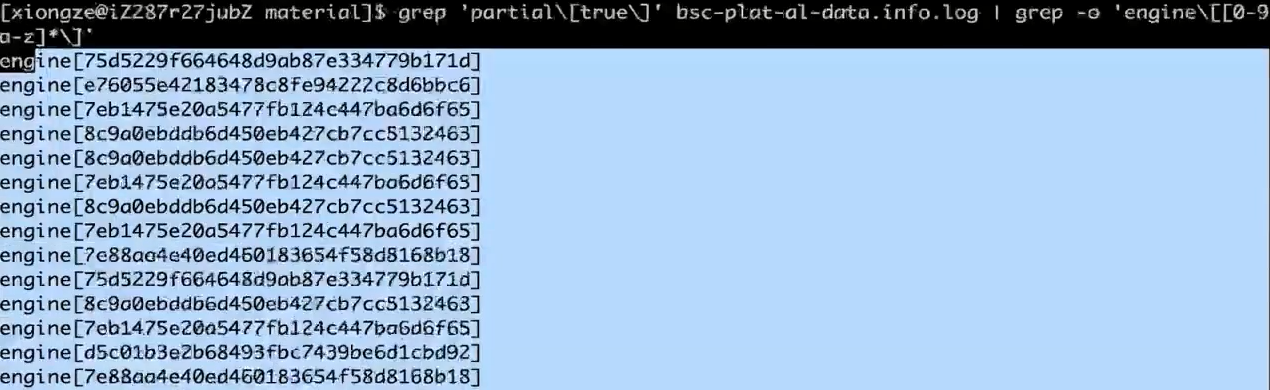 [xiongze@iZ287r27jubZ material]$ grep 'partial\[true\]' bsc-plat-al-data.info.log | grep -o 'engine\[[0-9
a-z]*\]'
engine[75d5229f664648d9ab87e334779b171d]
engine[e76055e42183478c8fe94222c8d6bbc6]
engine[7eb1475e20a5477fb124c447ba6d6f65]
engine[8c9a0ebddb6d450eb427cb7cc5132463]
engine[8c9a0ebddb6d450eb427cb7cc5132463]
engine[7eb1475e20a5477fb124c447ba6d6f65]
engine[8c9a0ebddb6d450eb427cb7cc5132463]
engine[7eb1475e20a5477fb124c447ba6d6f65]
engine[7e88aa4e40ed460183654f58d8168b18]
engine[75d5229f664648d9ab87e334779b171d]
engine[8c9a0ebddb6d450eb427cb7cc5132463]
engine[7eb1475e20a5477fb124c447ba6d6f65]
engine[d5c01b3e2b68493fbc7439be6d1cbd92]
engine[7e88aa4e40ed460183654f58d8168b18]